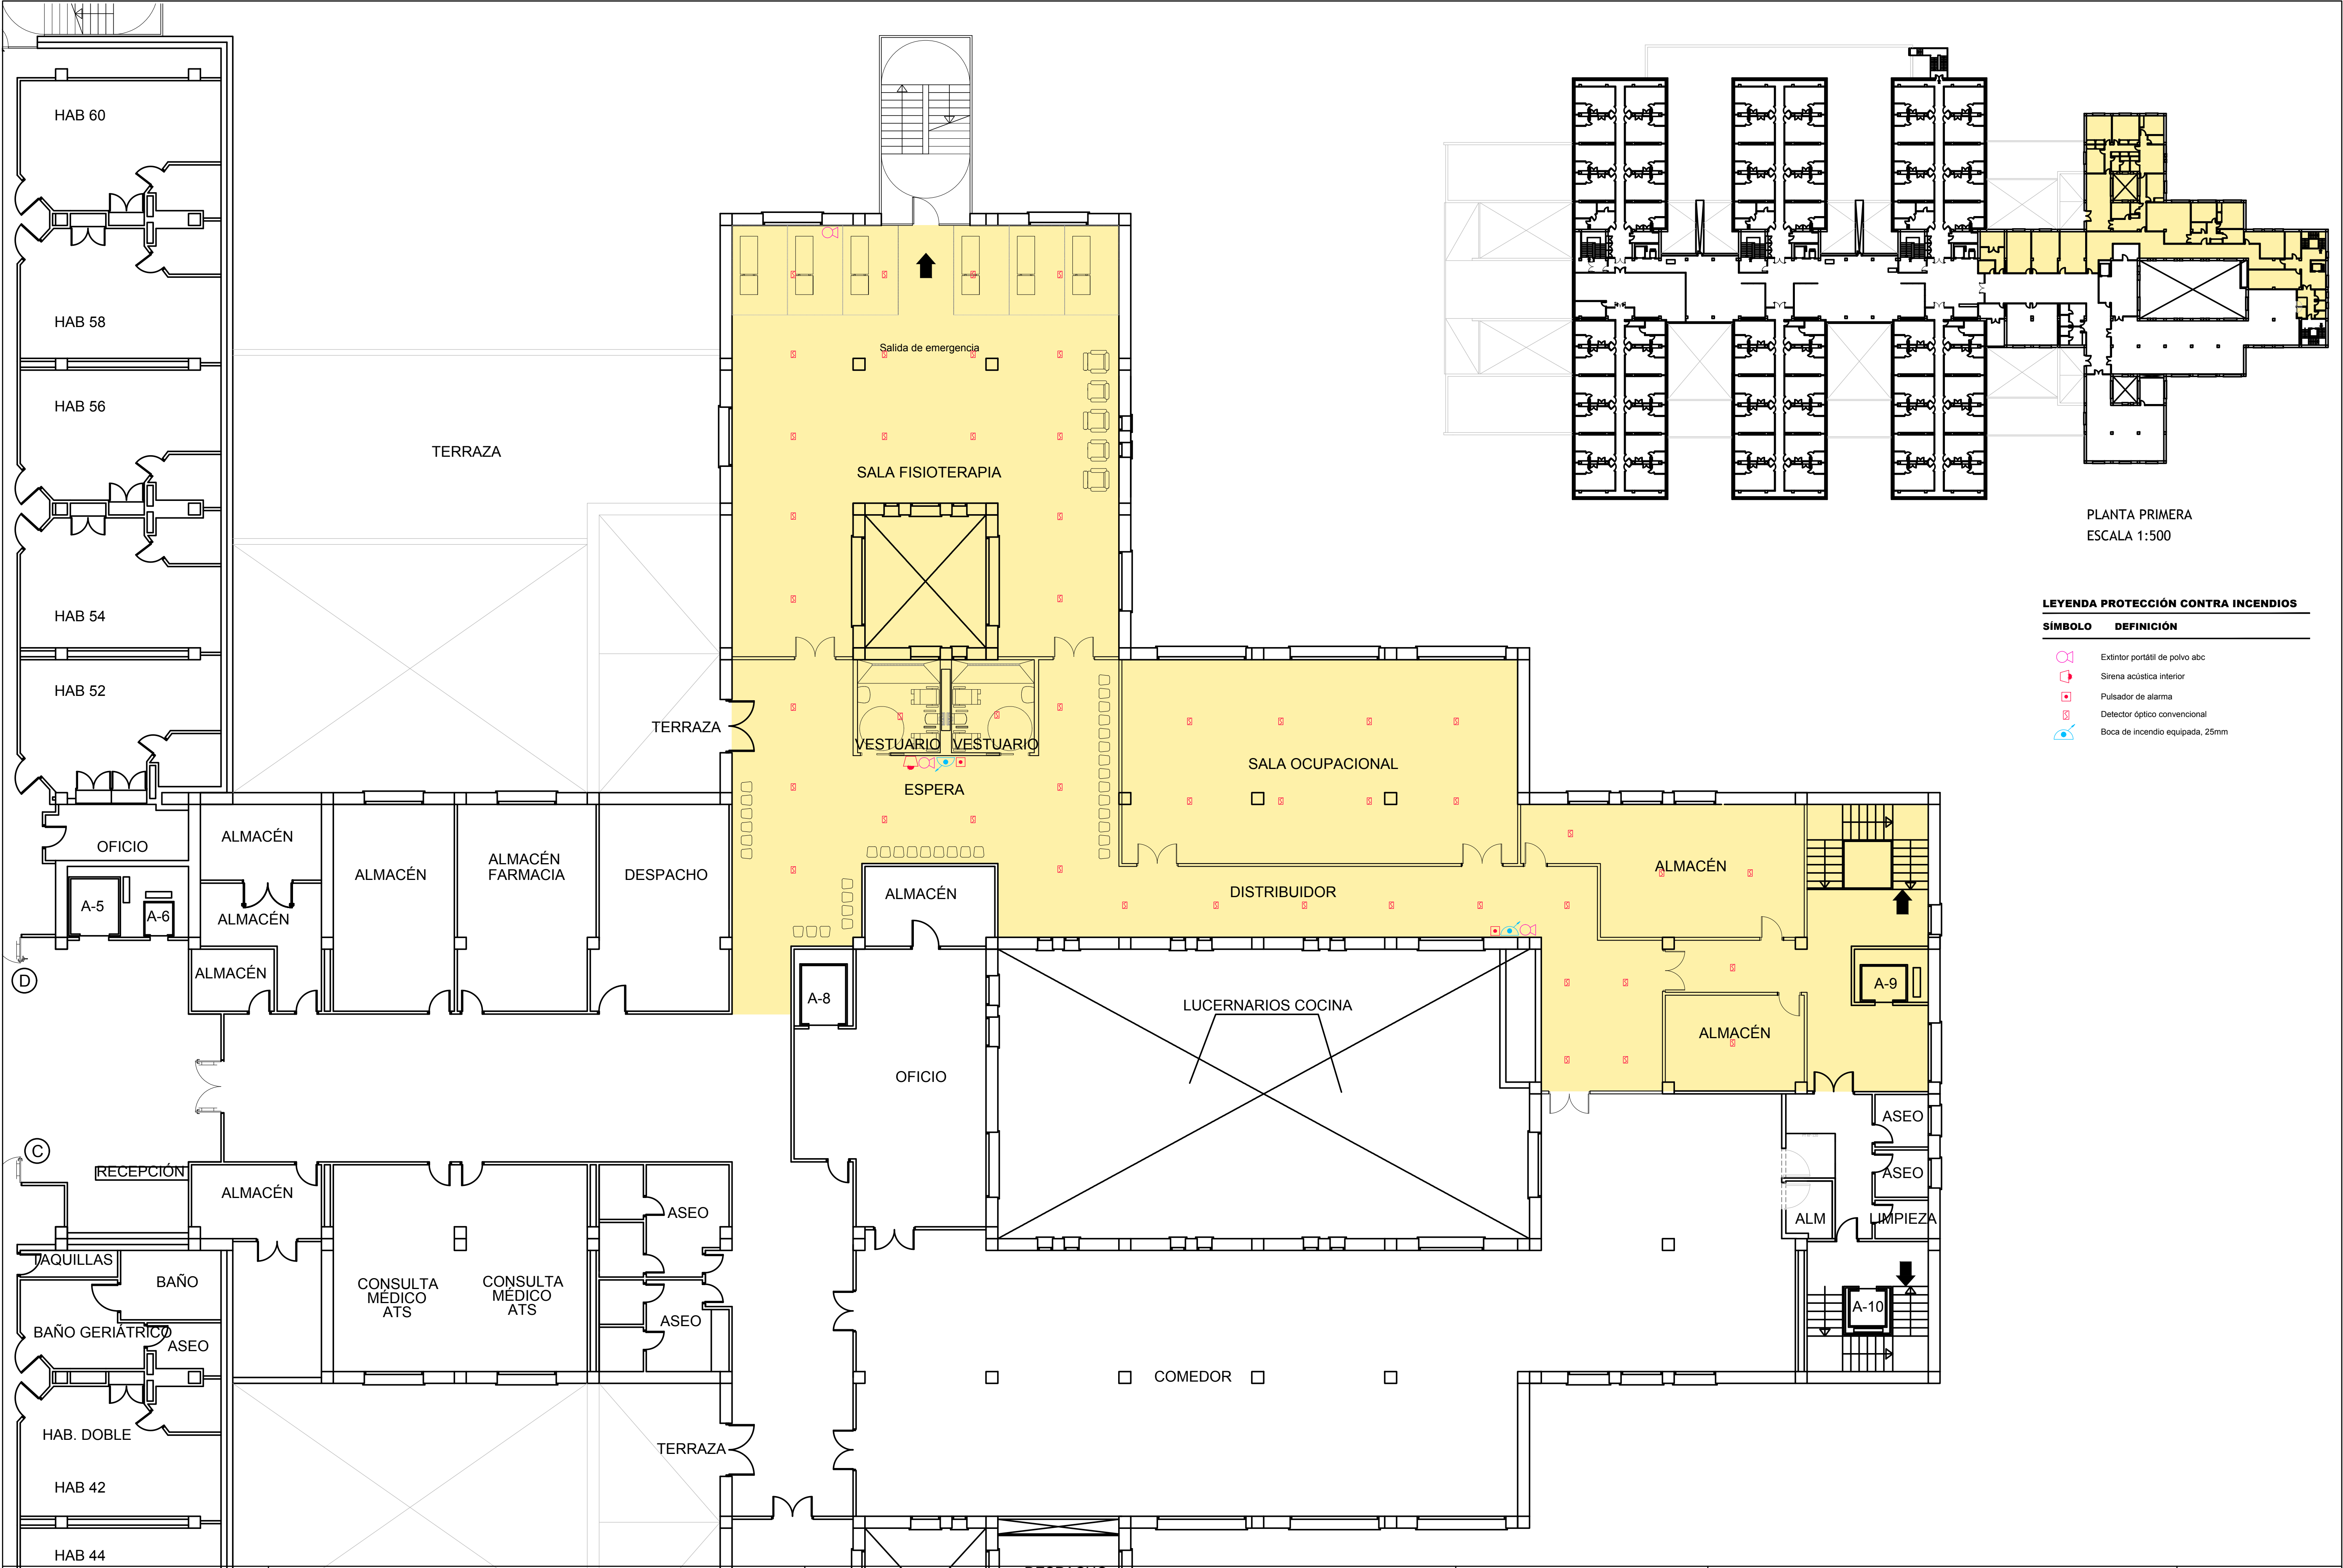 HAB 60
HAB 58
HAB 56
HAB 54
HAB 52
TERRAZA
TERRAZA
Salida de emergencia
SALA FISIOTERAPIA
VESTUARIO
VESTUARIO
ESPERA
SALA OCUPACIONAL
PLANTA PRIMERA
ESCALA 1:500
LEYENDA PROTECCIÓN CONTRA INCENDIOS
SÍMBOLO DEFINICIÓN
Extintor portátil de polvo abc
Sirena acústica interior
Pulsador de alarma
Detector óptico convencional
Boca de incendio equipada, 25mm
OFICIO
ALMACÉN
ALMACÉN
ALMACÉN
FARMACIA
DESPACHO
ALMACÉN
DISTRIBUIDOR
ALMACÉN
A-5
A-6
ALMACÉN
ALMACÉN
D
A-8
A-9
LUCERNARIOS COCINA
ALMACÉN
OFICIO
C
RECEPCIÓN
ALMACÉN
ASEO
ASEO
ASEO
ALM
LIMPIEZA
TAQUILLAS
BAÑO
BAÑO GERIÁTRICO
ASEO
CONSULTA
MÉDICO
ATS
CONSULTA
MÉDICO
ATS
ASEO
A-10
COMEDOR
HAB. DOBLE
TERRAZA
HAB 42
HAB 44